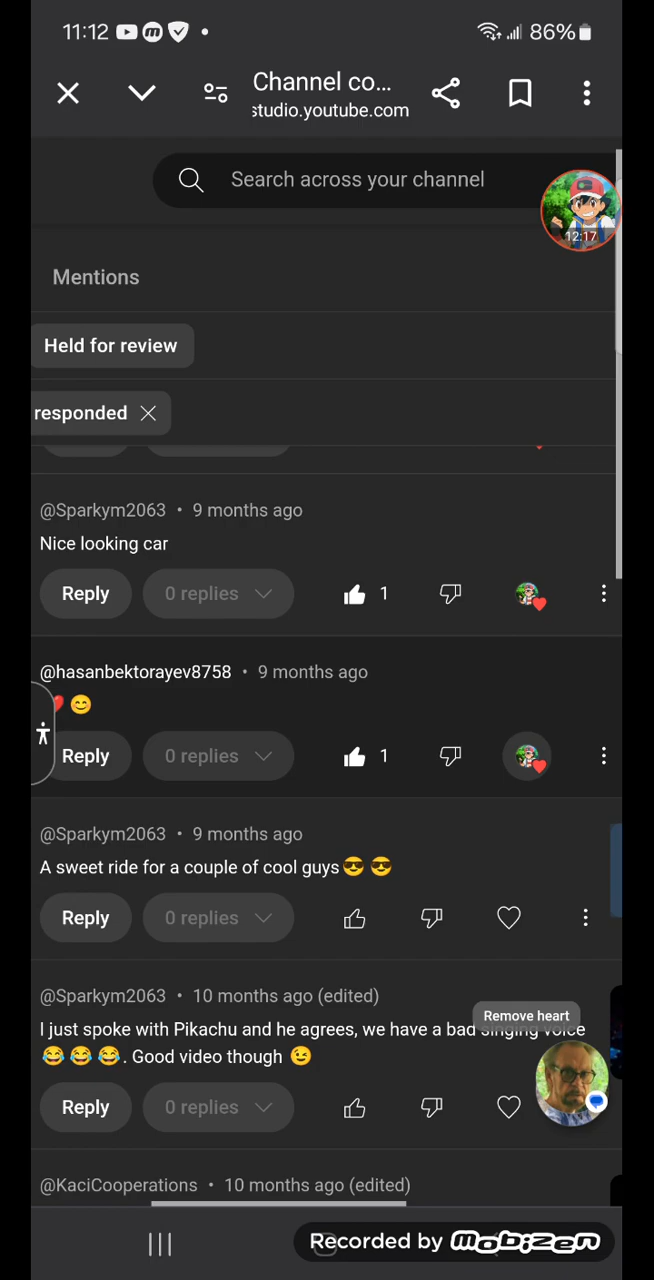 11:12
86%
Channel co...
studio.youtube.com
Search across your channel
12:17
Mentions
Held for review
responded
@Sparkym2063 • 9 months ago
Nice looking car
Reply 0 replies 1
@hasanbektorayev8758 • 9 months ago
❤️😊
Reply 0 replies 1
@Sparkym2063 • 9 months ago
A sweet ride for a couple of cool guys😎 😎
Reply 0 replies
@Sparkym2063 • 10 months ago (edited)
Remove heart
I just spoke with Pikachu and he agrees, we have a bad singing voice
😂 😂 😂. Good video though 😉
Reply 0 replies
@KaciCooperations • 10 months ago (edited)
Recorded by mobizen